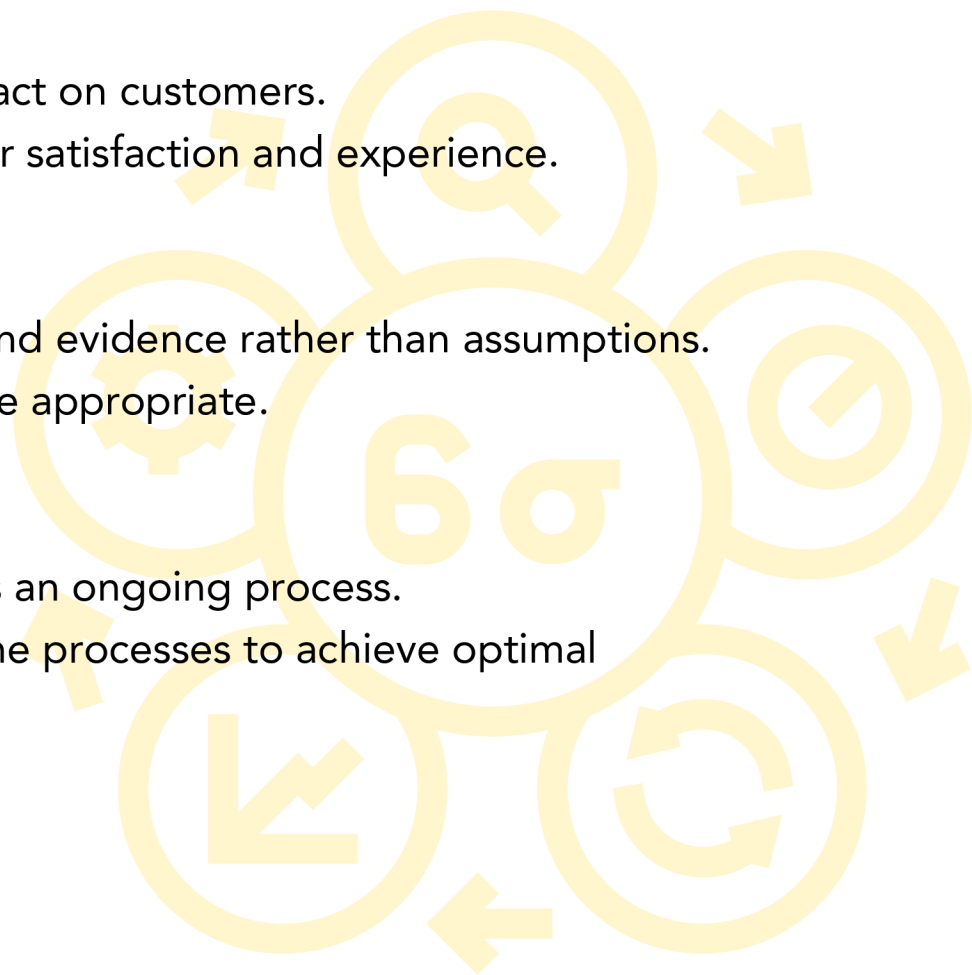 act on customers.
r satisfaction and experience.
nd evidence rather than assumptions.
e appropriate.
s an ongoing process.
ne processes to achieve optimal
6σ